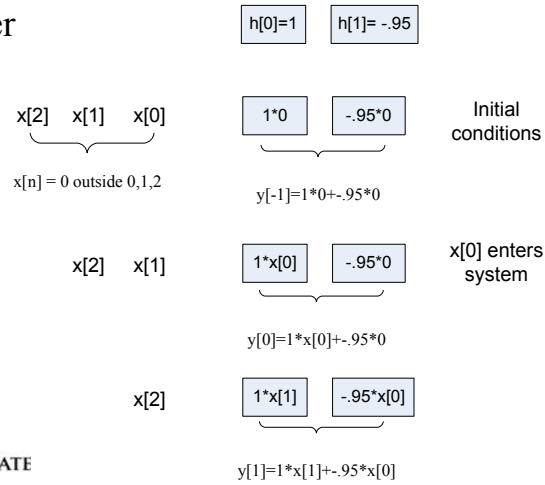 er
h[0]=1 h[1]= -.95
x[2] x[1] x[0] 1*0 -.95*0 Initial
conditions
x[n] = 0 outside 0,1,2
y[-1]=1*0+-.95*0
x[2] x[1] 1*x[0] -.95*0 x[0] enters
system
y[0]=1*x[0]+-.95*0
x[2] 1*x[1] -.95*x[0]
ATE
y[1]=1*x[1]+-.95*x[0]